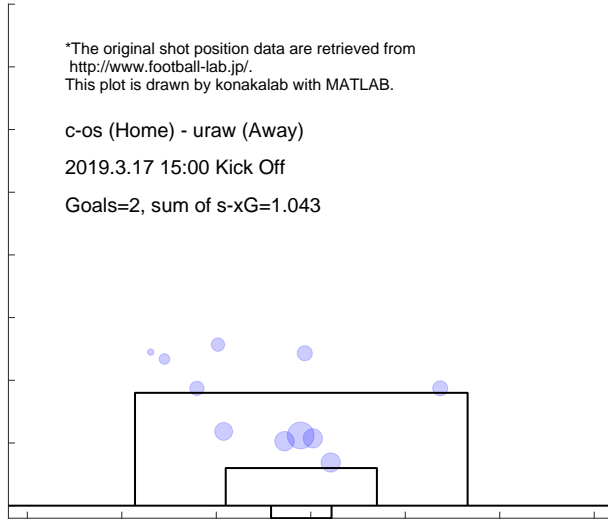 *The original shot position data are retrieved from
http://www.football-lab.jp/.
This plot is drawn by konakalab with MATLAB.
c-os (Home) - uraw (Away)
2019.3.17 15:00 Kick Off
Goals=2, sum of s-xG=1.043